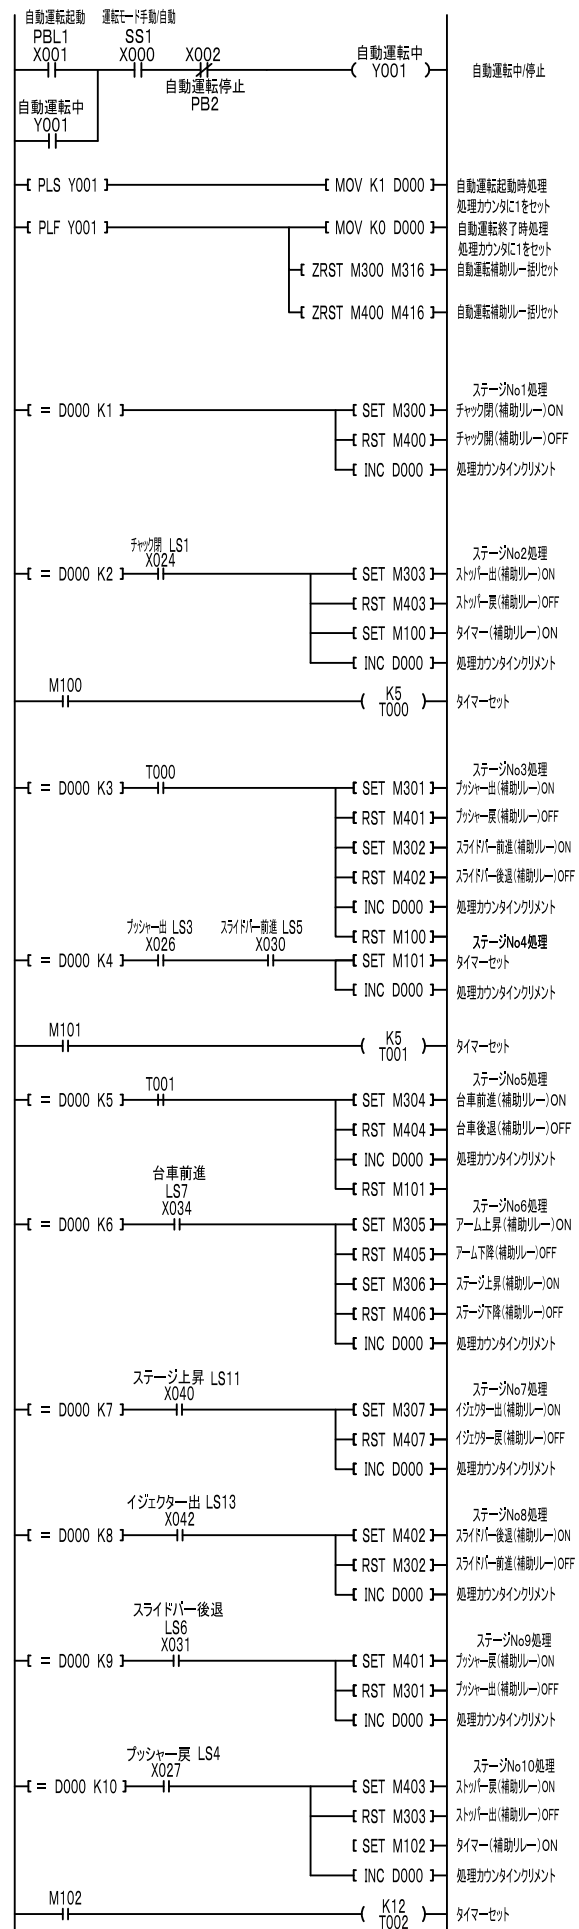 自動運転起動 運転モード手動/自動
PBL1 SS1
X001 X000 X002 自動運転中
Y001 自動運転中/停止
自動運転停止
PB2
自動運転中
Y001
PLS Y001 MOV K1 D000 自動運転起動時処理
処理カウンタに1をセット
PLF Y001 MOV K0 D000 自動運転終了時処理
処理カウンタに1をセット
ZRST M300 M316 自動運転補助リレー括リセット
ZRST M400 M416 自動運転補助リレー括リセット
ステージNo1処理
= D000 K1 SET M300 チャック閉(補助リレー)ON
RST M400 チャック開(補助リレー)OFF
INC D000 処理カウンタインクリメント
チャック閉 LS1 ステージNo2処理
= D000 K2 X024 SET M303 ストッパー出(補助リレー)ON
RST M403 ストッパー戻(補助リレー)OFF
SET M100 タイマー(補助リレー)ON
INC D000 処理カウンタインクリメント
M100 K5
T000 タイマーセット
ステージNo3処理
= D000 K3 T000 SET M301 プッシャー出(補助リレー)ON
RST M401 プッシャー戻(補助リレー)OFF
SET M302 スライドバー前進(補助リレー)ON
RST M402 スライドバー後退(補助リレー)OFF
INC D000 処理カウンタインクリメント
RST M100
プッシャー出 LS3 スライドバー前進 LS5 ステージNo4処理
= D000 K4 X026 X030 SET M101 タイマーセット
INC D000 処理カウンタインクリメント
M101 K5
T001 タイマーセット
ステージNo5処理
= D000 K5 T001 SET M304 台車前進(補助リレー)ON
RST M404 台車後退(補助リレー)OFF
INC D000 処理カウンタインクリメント
RST M101
台車前進
LS7 ステージNo6処理
= D000 K6 X034 SET M305 アーム上昇(補助リレー)ON
RST M405 アーム下降(補助リレー)OFF
SET M306 ステージ上昇(補助リレー)ON
RST M406 ステージ下降(補助リレー)OFF
INC D000 処理カウンタインクリメント
ステージ上昇 LS11 ステージNo7処理
= D000 K7 X040 SET M307 イジェクター出(補助リレー)ON
RST M407 イジェクター戻(補助リレー)OFF
INC D000 処理カウンタインクリメント
イジェクター出 LS13 ステージNo8処理
= D000 K8 X042 SET M402 スライドバー後退(補助リレー)ON
RST M302 スライドバー前進(補助リレー)OFF
INC D000 処理カウンタインクリメント
スライドバー後退
LS6 ステージNo9処理
= D000 K9 X031 SET M401 プッシャー戻(補助リレー)ON
RST M301 プッシャー出(補助リレー)OFF
INC D000 処理カウンタインクリメント
プッシャー戻 LS4 ステージNo10処理
= D000 K10 X027 SET M403 ストッパー戻(補助リレー)ON
RST M303 ストッパー出(補助リレー)OFF
SET M102 タイマー(補助リレー)ON
INC D000 処理カウンタインクリメント
M102 K12
T002 タイマーセット